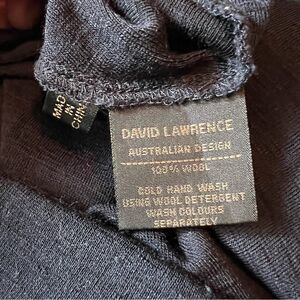 MADE
IN
CHINA
DAVID LAWRENCE
AUSTRALIAN DESIGN
100% WOOL
COLD HAND WASH
USING WOOL DETERGENT
WASH COLOURS
SEPARATELY